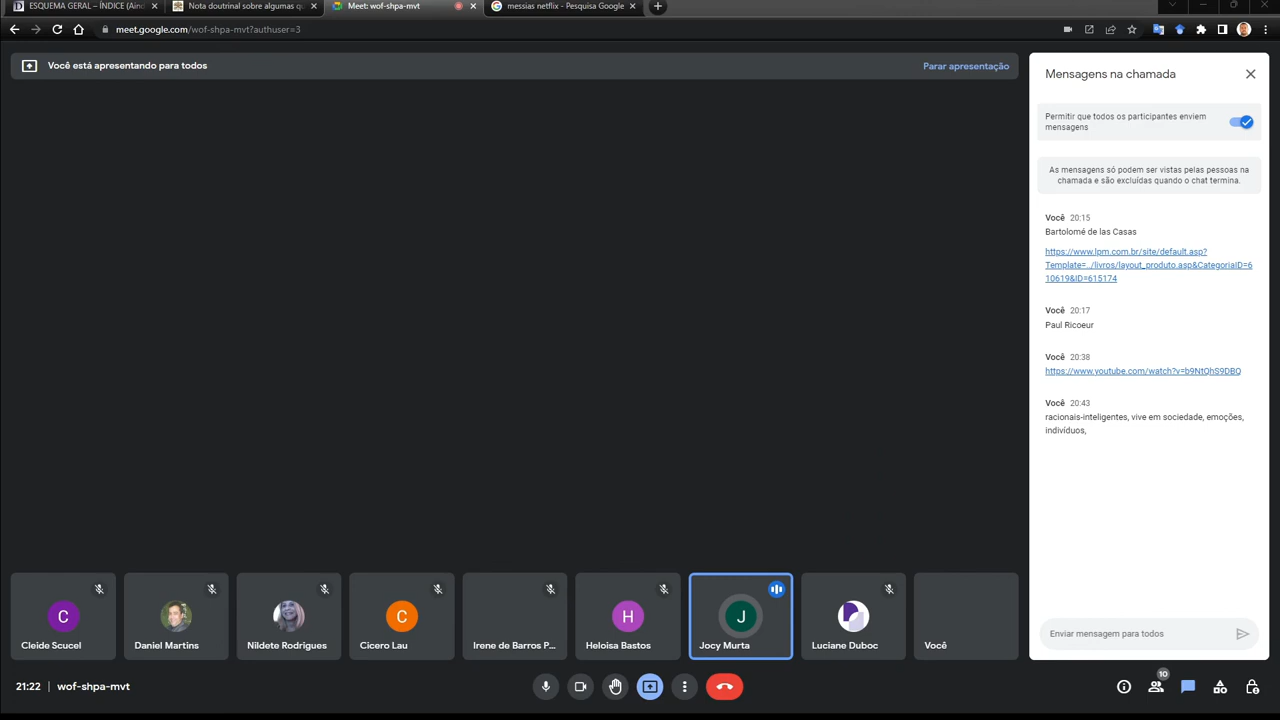 ESQUEMA GERAL – ÍNDICE (Aind
Nota doutrinal sobre algumas qu
Meet: wof-shpa-mvt
messias netflix - Pesquisa Google
meet.google.com/wof-shpa-mvt?authuser=3
Você está apresentando para todos
Parar apresentação
Mensagens na chamada
Permitir que todos os participantes enviem
mensagens
As mensagens só podem ser vistas pelas pessoas na
chamada e são excluídas quando o chat termina.
Você 20:15
Bartolomé de las Casas
https://www.lpm.com.br/site/default.asp?
Template=../livros/layout_produto.asp&CategoriaID=6
10619&ID=615174
Você 20:17
Paul Ricoeur
Você 20:38
https://www.youtube.com/watch?v=b9NtQhS9DBQ
Você 20:43
racionais-inteligentes, vive em sociedade, emoções,
indivíduos,
C
C
H
J
Cleido Scucel
Daniel Martins
Nildete Rodrigues
Cicero Lau
Irene de Barros P...
Heloisa Bastos
Jocy Murta
Luciane Duboc
Você
Enviar mensagem para todos
21:22
wof-shpa-mvt
10